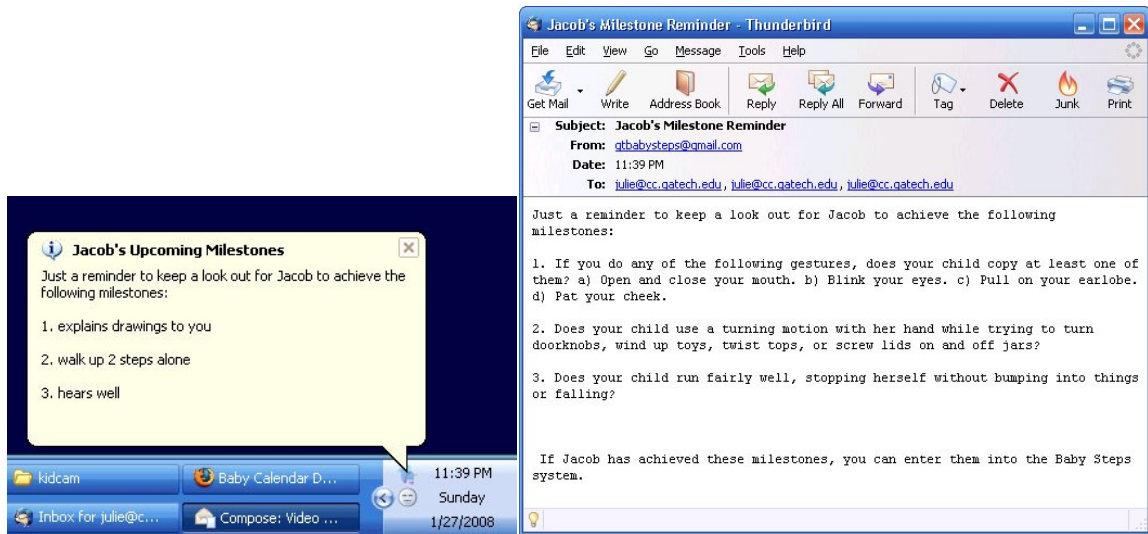 Jacob's Upcoming Milestones
Just a reminder to keep a look out for Jacob to achieve the
following milestones:
1. explains drawings to you
2. walk up 2 steps alone
3. hears well
kidcam
Baby Calendar D...
11:39 PM
Sunday
Inbox for julie@c...
Compose: Video ...
1/27/2008
Jacob's Milestone Reminder - Thunderbird
File Edit View Go Message Tools Help
Get Mail Write Address Book Reply Reply All Forward Tag Delete Junk Print
Subject: Jacob's Milestone Reminder
From: gtbabysteps@gmail.com
Date: 11:39 PM
To: julie@cc.gatech.edu, julie@cc.gatech.edu, julie@cc.gatech.edu
Just a reminder to keep a look out for Jacob to achieve the following
milestones:
1. If you do any of the following gestures, does your child copy at least one of
them? a) Open and close your mouth. b) Blink your eyes. c) Pull on your earlobe.
d) Pat your cheek.
2. Does your child use a turning motion with her hand while trying to turn
doorknobs, wind up toys, twist tops, or screw lids on and off jars?
3. Does your child run fairly well, stopping herself without bumping into things
or falling?
If Jacob has achieved these milestones, you can enter them into the Baby Steps
system.